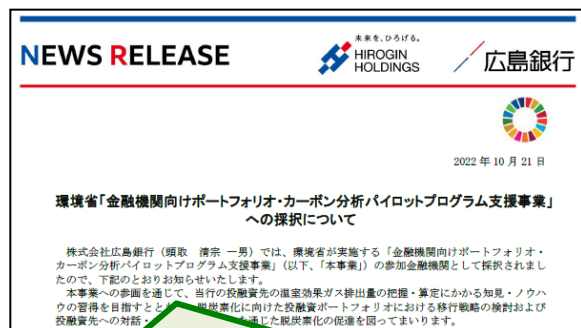 NEWS RELEASE
未来を、ひろげる。
HIROGIN
HOLDINGS
広島銀行
2022年10月21日
環境省「金融機関向けポートフォリオ・カーボン分析パイロットプログラム支援事業」
への採択について
株式会社広島銀行(頭取 清宗 一男)では、環境省が実施する「金融機関向けポートフォリオ・
カーボン分析パイロットプログラム支援事業」(以下、「本事業」)の参加金融機関として採択されまし
たので、下記のとおりお知らせいたします。
本事業への参画を通じて、当行の投融資先の温室効果ガス排出量の把握・算定にかかる知見・ノウハ
ウの習得を目指すとと 脱炭素化に向けた投融資ポートフォリオにおける移行戦略の検討および
投融資先への対話・ 通じた脱炭素化の促進を図ってまいります。